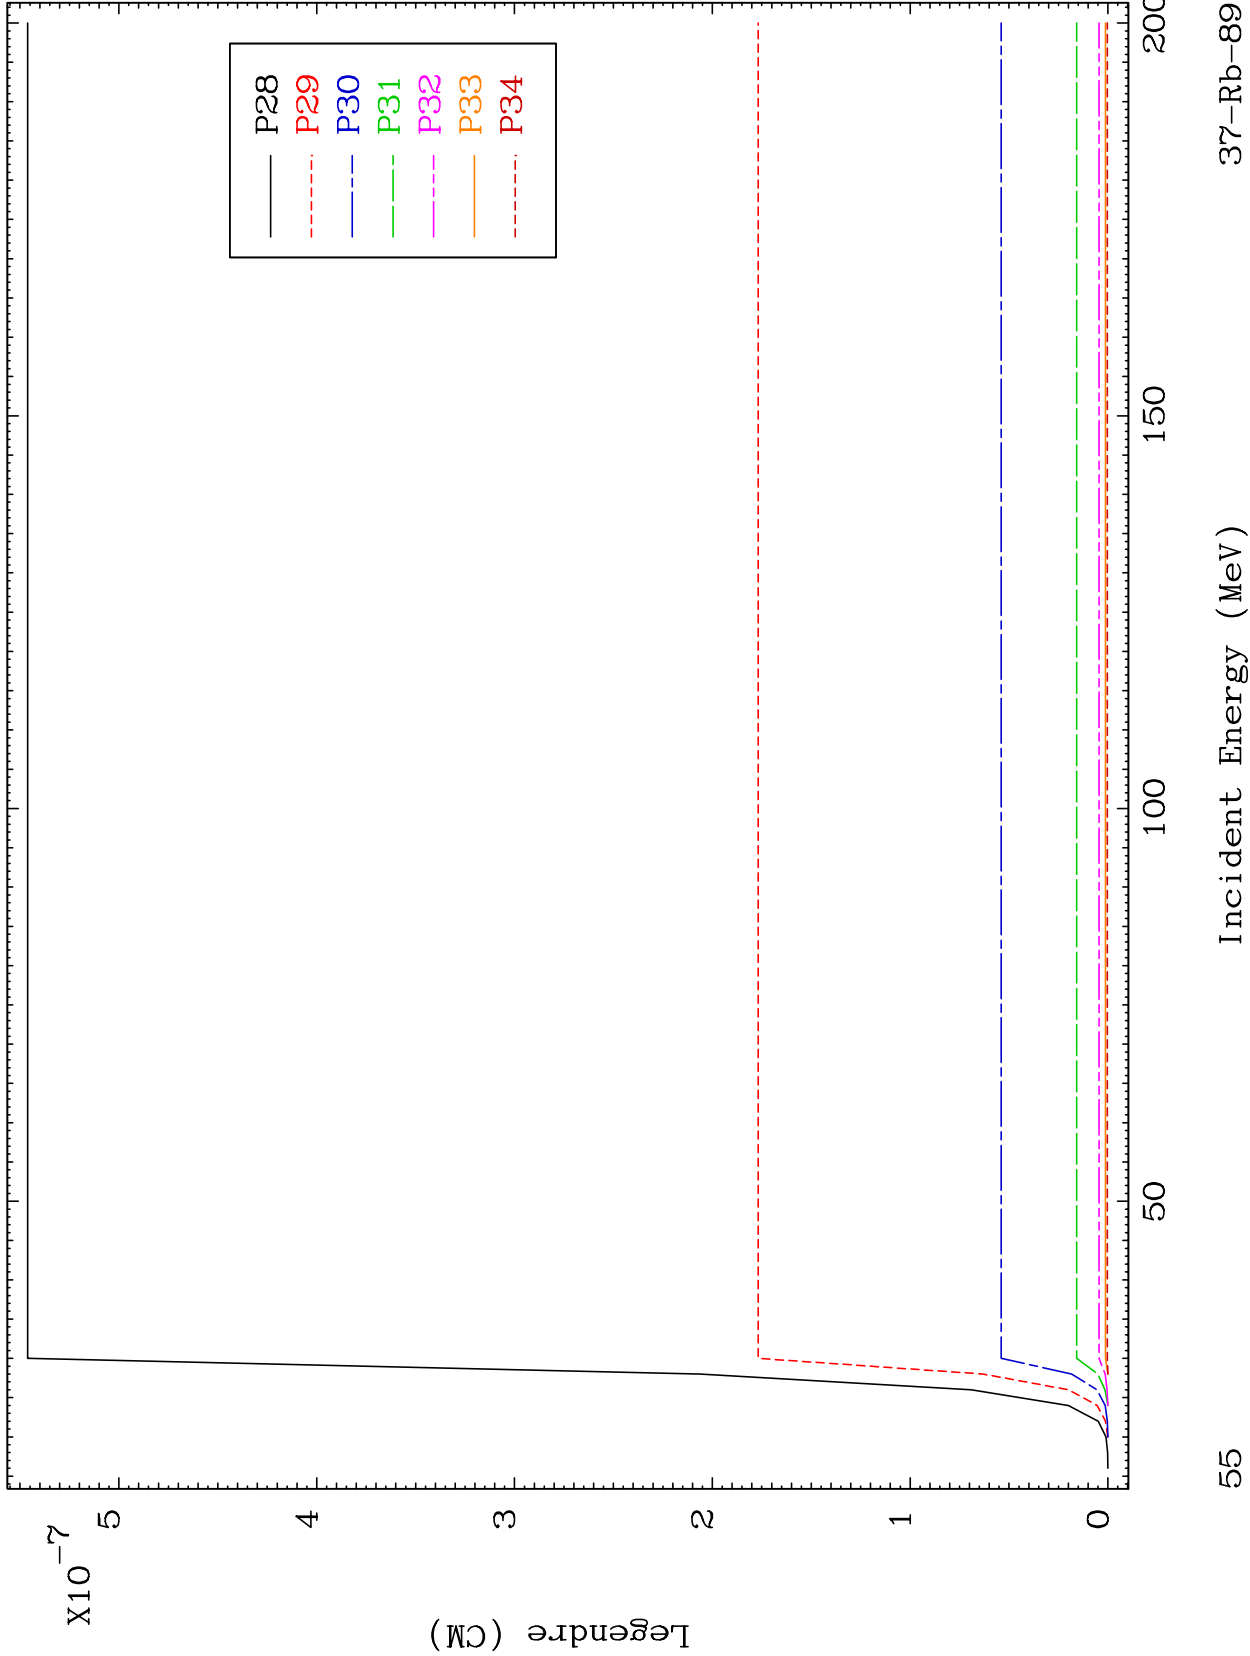 X10-7
5
4
3
2
1
0
Legendre (CM)
P28
P29
P30
P31
P32
P33
P34
50
100
150
200
Incident Energy (MeV)
55
37-Rb-89